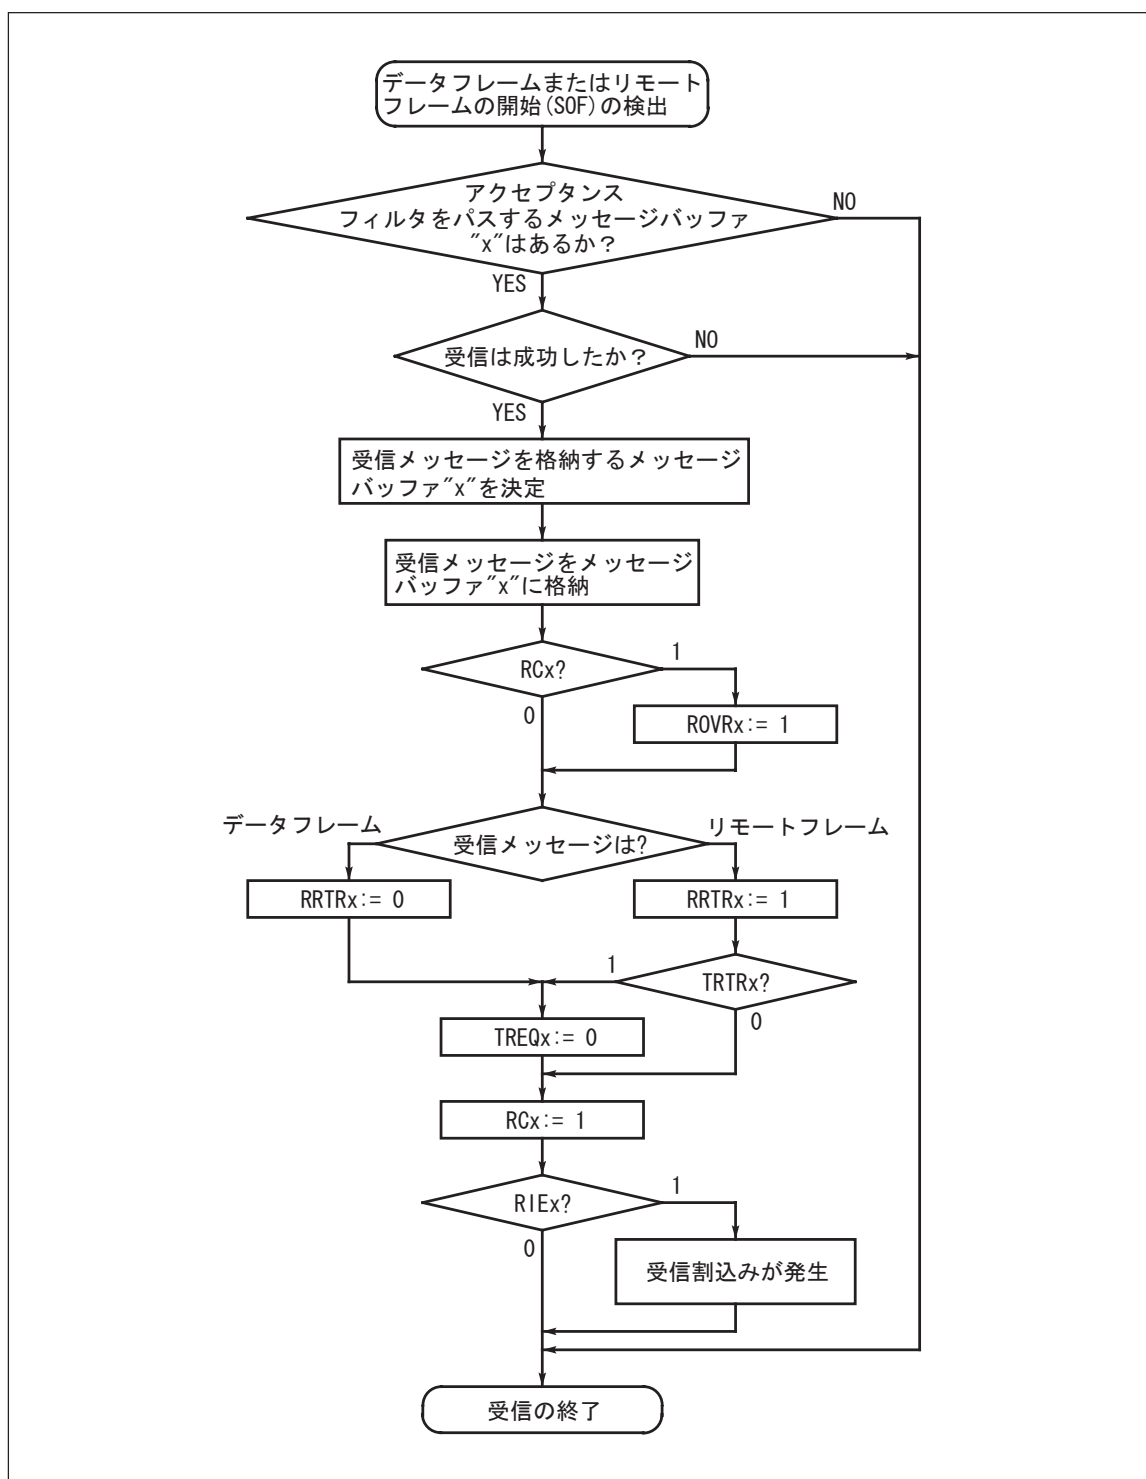 データフレームまたはリモート
フレームの開始(SOF)の検出
アクセプタンス
フィルタをパスするメッセージバッファ
"x"はあるか？
NO
YES
受信は成功したか？
NO
YES
受信メッセージを格納するメッセージ
バッファ"x"を決定
受信メッセージをメッセージ
バッファ"x"に格納
RCx?
1
0
ROVRx:= 1
データフレーム
受信メッセージは?
リモートフレーム
RRTRx:= 0
RRTRx:= 1
1
TRTRx?
0
TREQx:= 0
RCx:= 1
RIEx?
1
0
受信割込みが発生
受信の終了